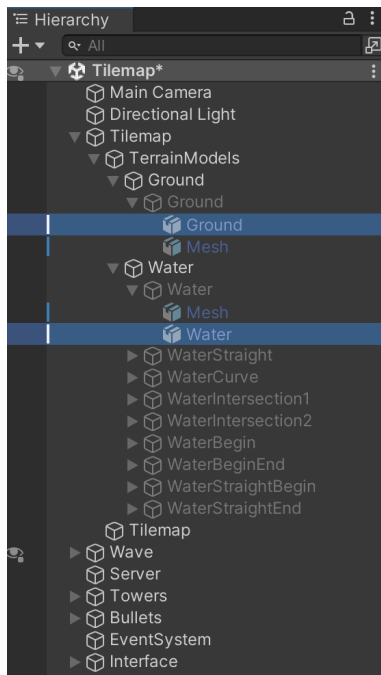 Hierarchy
All
Tilemap*
Main Camera
Directional Light
Tilemap
TerrainModels
Ground
Ground
Ground
Mesh
Water
Water
Mesh
Water
WaterStraight
WaterCurve
WaterIntersection1
WaterIntersection2
WaterBegin
WaterBeginEnd
WaterStraightBegin
WaterStraightEnd
Tilemap
Wave
Server
Towers
Bullets
EventSystem
Interface